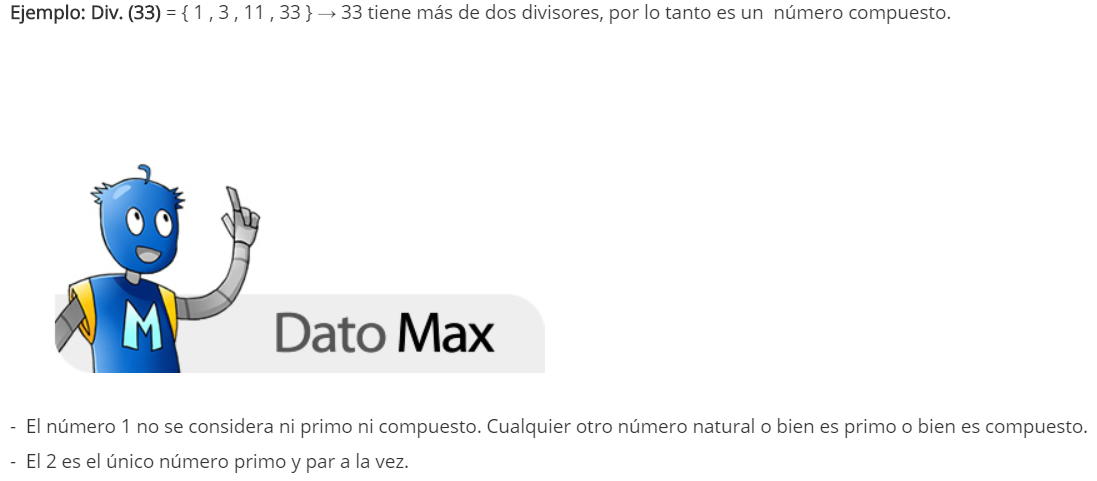 Ejemplo: Div. (33) = { 1 , 3 , 11 , 33 } → 33 tiene más de dos divisores, por lo tanto es un número compuesto.
M
Dato Max
- El número 1 no se considera ni primo ni compuesto. Cualquier otro número natural o bien es primo o bien es compuesto.
- El 2 es el único número primo y par a la vez.